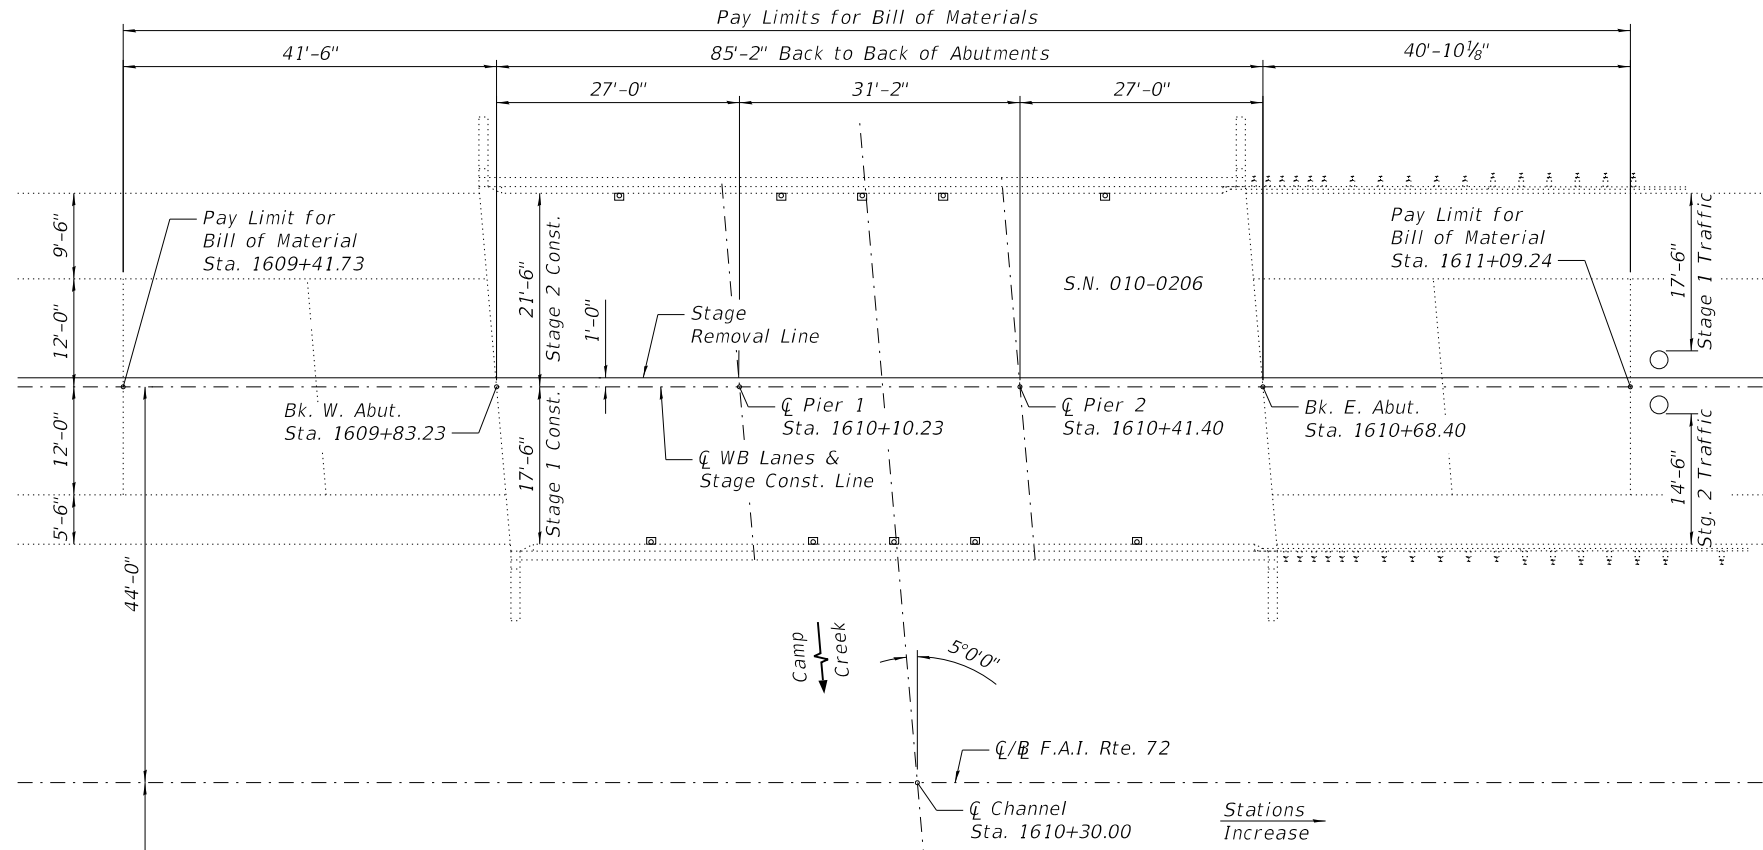 Pay Limits for Bill of Materials
41'-6"
85'-2" Back to Back of Abutments
40'-10⅛"
27'-0"
31'-2"
27'-0"
9'-6"
12'-0"
12'-0"
5'-6"
44'-0"
Pay Limit for
Bill of Material
Sta. 1609+41.73
21'-6"
Stage 2 Const.
1'-0"
Stage
Removal Line
S.N. 010-0206
Pay Limit for
Bill of Material
Sta. 1611+09.24
17'-6"
Stage 1 Traffic
Bk. W. Abut.
Sta. 1609+83.23
17'-6"
Stage 1 Const.
℄ Pier 1
Sta. 1610+10.23
℄ Pier 2
Sta. 1610+41.40
Bk. E. Abut.
Sta. 1610+68.40
℄ WB Lanes &
Stage Const. Line
14'-6"
Stg. 2 Traffic
Camp
Creek
5°0'0"
℄/BL F.A.I. Rte. 72
℄ Channel
Sta. 1610+30.00
Stations
Increase